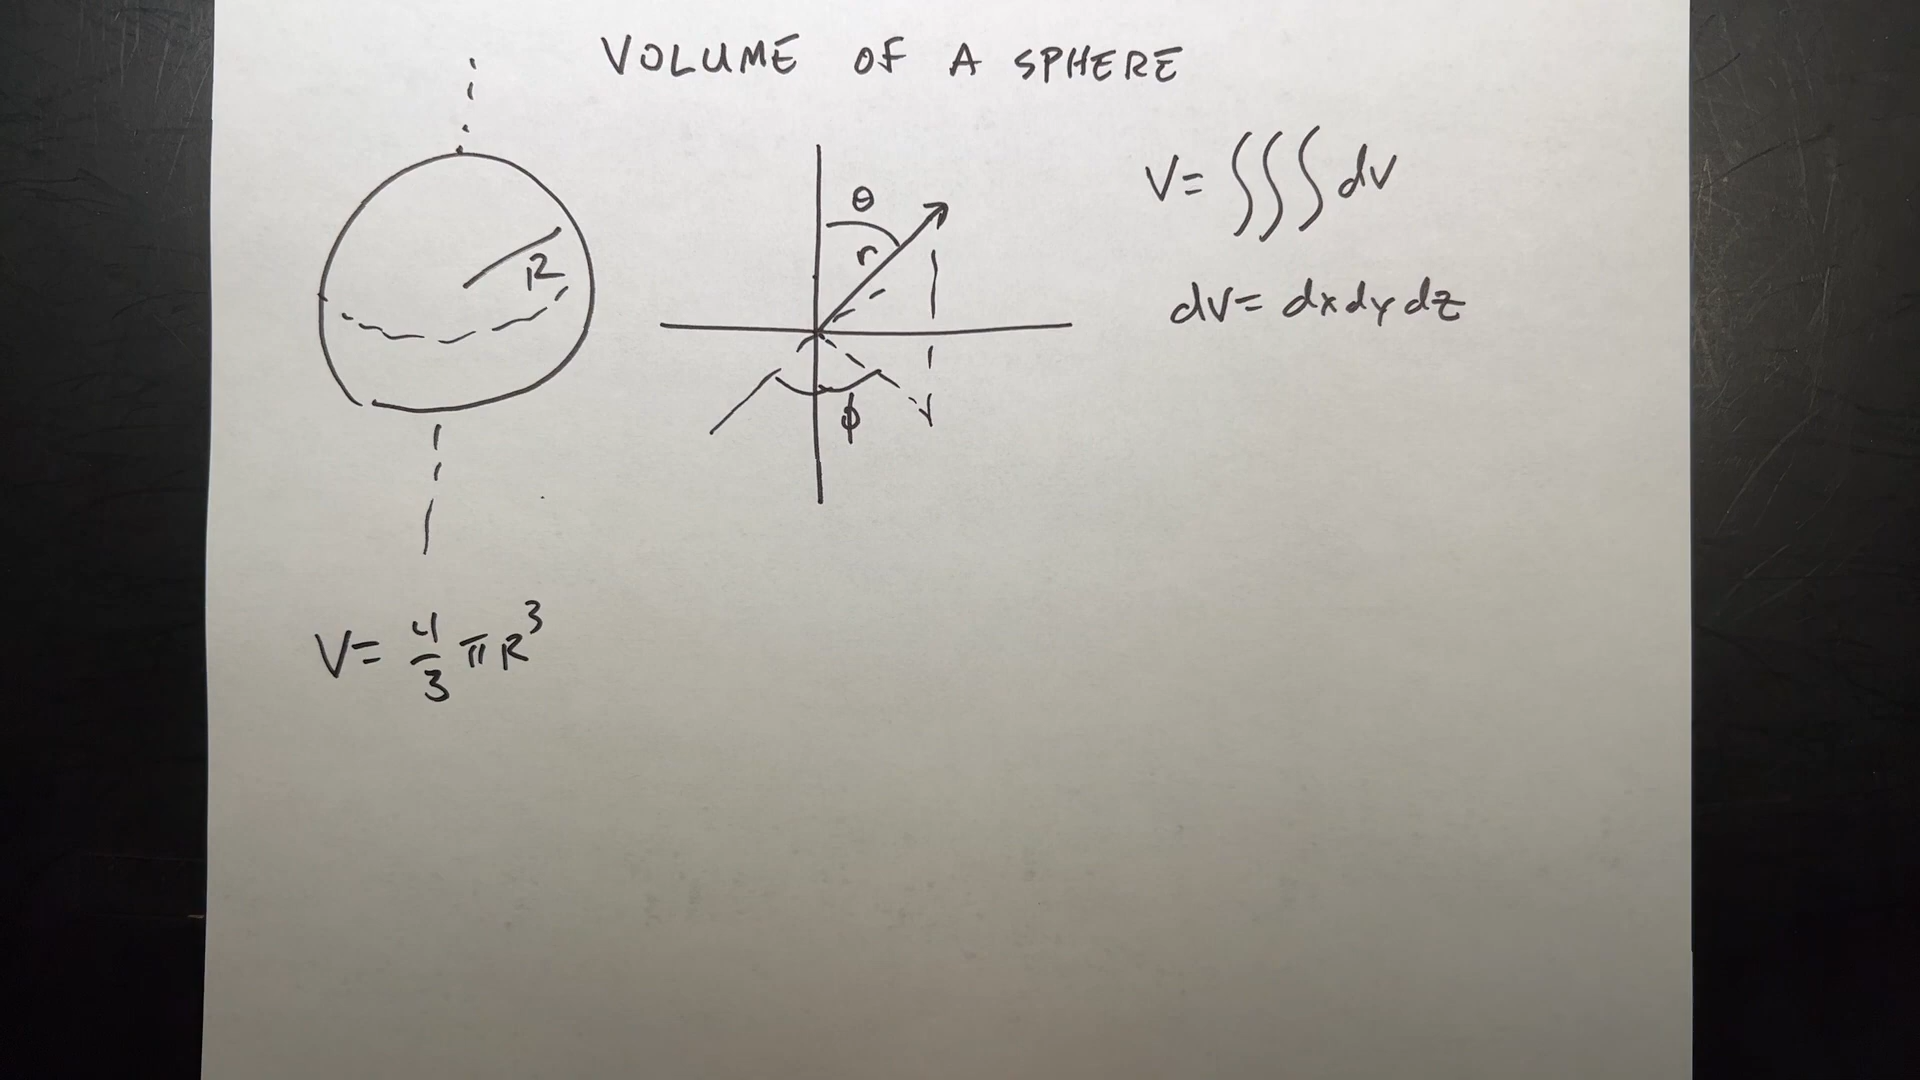 VOLUME OF A SPHERE
R
θ
r
ϕ
V= ∫∫∫ dV
dV= dx dy dz
V= 4/3 π R³